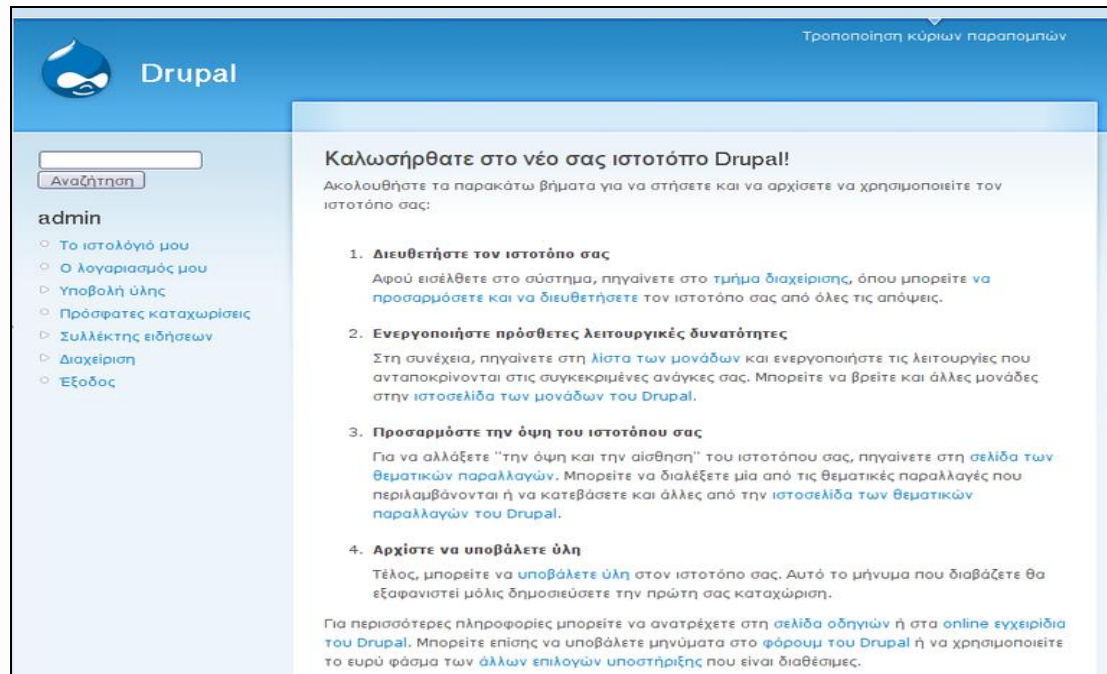 Τροποποίηση κύριων παραπομπών
Drupal
Αναζήτηση
admin
Το ιστολόγιό μου
Ο λογαριασμός μου
Υποβολή ύλης
Πρόσφατες καταχωρίσεις
Συλλέκτης ειδήσεων
Διαχείριση
Έξοδος
Καλωσήρθατε στο νέο σας ιστοτόπο Drupal!
Ακολουθήστε τα παρακάτω βήματα για να στήσετε και να αρχίσετε να χρησιμοποιείτε τον
ιστοτόπο σας:
1. Διευθετήστε τον ιστοτόπο σας
Αφού εισέλθετε στο σύστημα, πηγαίνετε στο τμήμα διαχείρισης, όπου μπορείτε να
προσαρμόσετε και να διευθετήσετε τον ιστοτόπο σας από όλες τις απόψεις.
2. Ενεργοποιήστε πρόσθετες λειτουργικές δυνατότητες
Στη συνέχεια, πηγαίνετε στη λίστα των μονάδων και ενεργοποιήστε τις λειτουργίες που
ανταποκρίνονται στις συγκεκριμένες ανάγκες σας. Μπορείτε να βρείτε και άλλες μονάδες
στην ιστοσελίδα των μονάδων του Drupal.
3. Προσαρμόστε την όψη του ιστοτόπου σας
Για να αλλάξετε "την όψη και την αίσθηση" του ιστοτόπου σας, πηγαίνετε στη σελίδα των
θεματικών παραλλαγών. Μπορείτε να διαλέξετε μία από τις θεματικές παραλλαγές που
περιλαμβάνονται ή να κατεβάσετε και άλλες από την ιστοσελίδα των θεματικών
παραλλαγών του Drupal.
4. Αρχίστε να υποβάλετε ύλη
Τέλος, μπορείτε να υποβάλετε ύλη στον ιστοτόπο σας. Αυτό το μήνυμα που διαβάζετε θα
εξαφανιστεί μόλις δημοσιεύσετε την πρώτη σας καταχώριση.
Για περισσότερες πληροφορίες μπορείτε να ανατρέχετε στη σελίδα οδηγιών ή στα online εγχειρίδια
του Drupal. Μπορείτε επίσης να υποβάλετε μηνύματα στο φόρουμ του Drupal ή να χρησιμοποιείτε
το ευρύ φάσμα των άλλων επιλογών υποστήριξης που είναι διαθέσιμες.